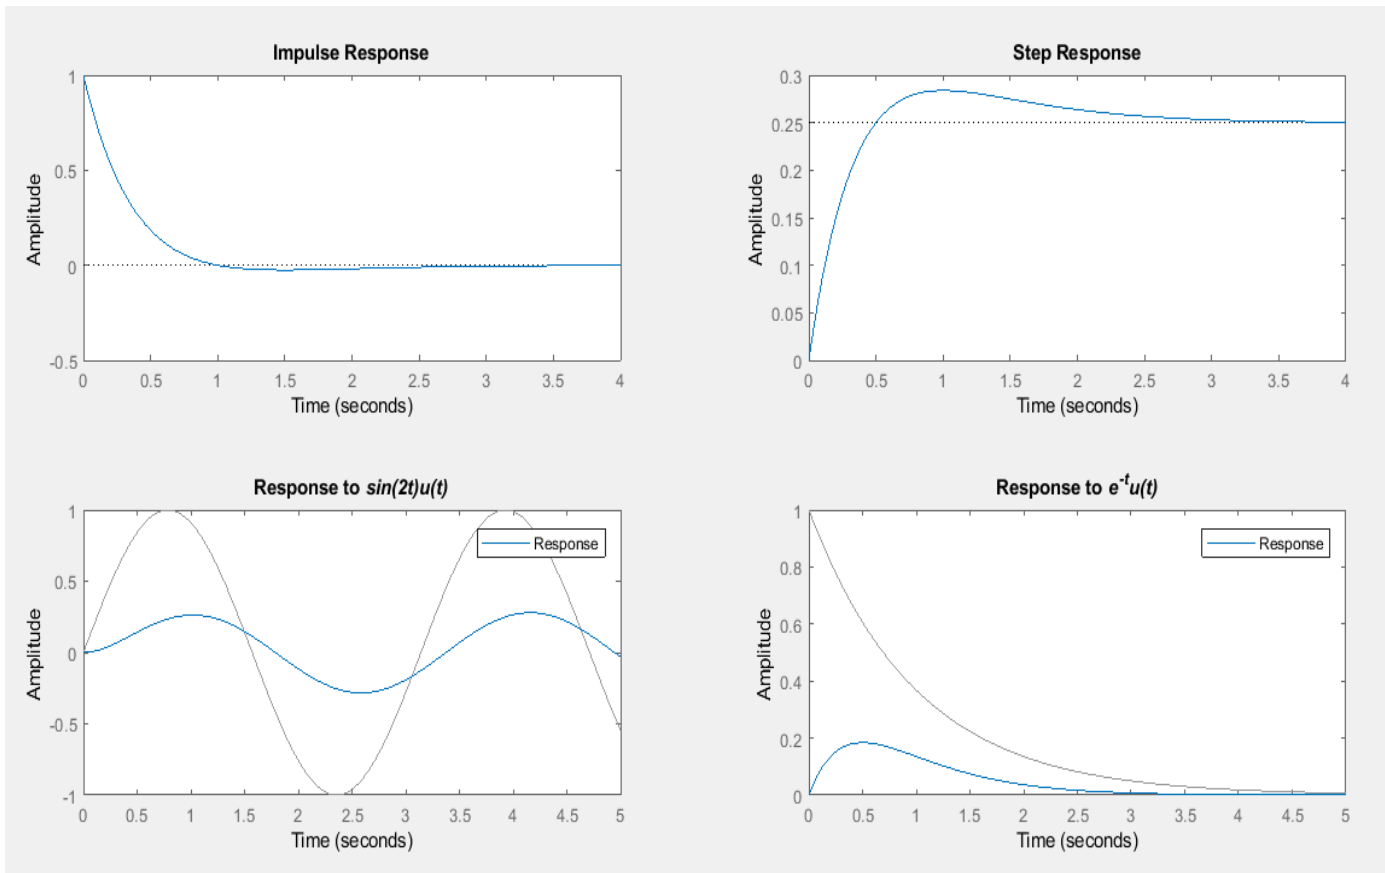 Impulse Response
1
0.5
0
-0.5
Amplitude
0 0.5 1 1.5 2 2.5 3 3.5 4
Time (seconds)
Step Response
0.3
0.25
0.2
0.15
0.1
0.05
0
Amplitude
0 0.5 1 1.5 2 2.5 3 3.5 4
Time (seconds)
Response to sin(2t)u(t)
1
0.5
0
-0.5
-1
Amplitude
Response
0 0.5 1 1.5 2 2.5 3 3.5 4 4.5 5
Time (seconds)
Response to e^-t u(t)
1
0.8
0.6
0.4
0.2
0
Amplitude
Response
0 0.5 1 1.5 2 2.5 3 3.5 4 4.5 5
Time (seconds)